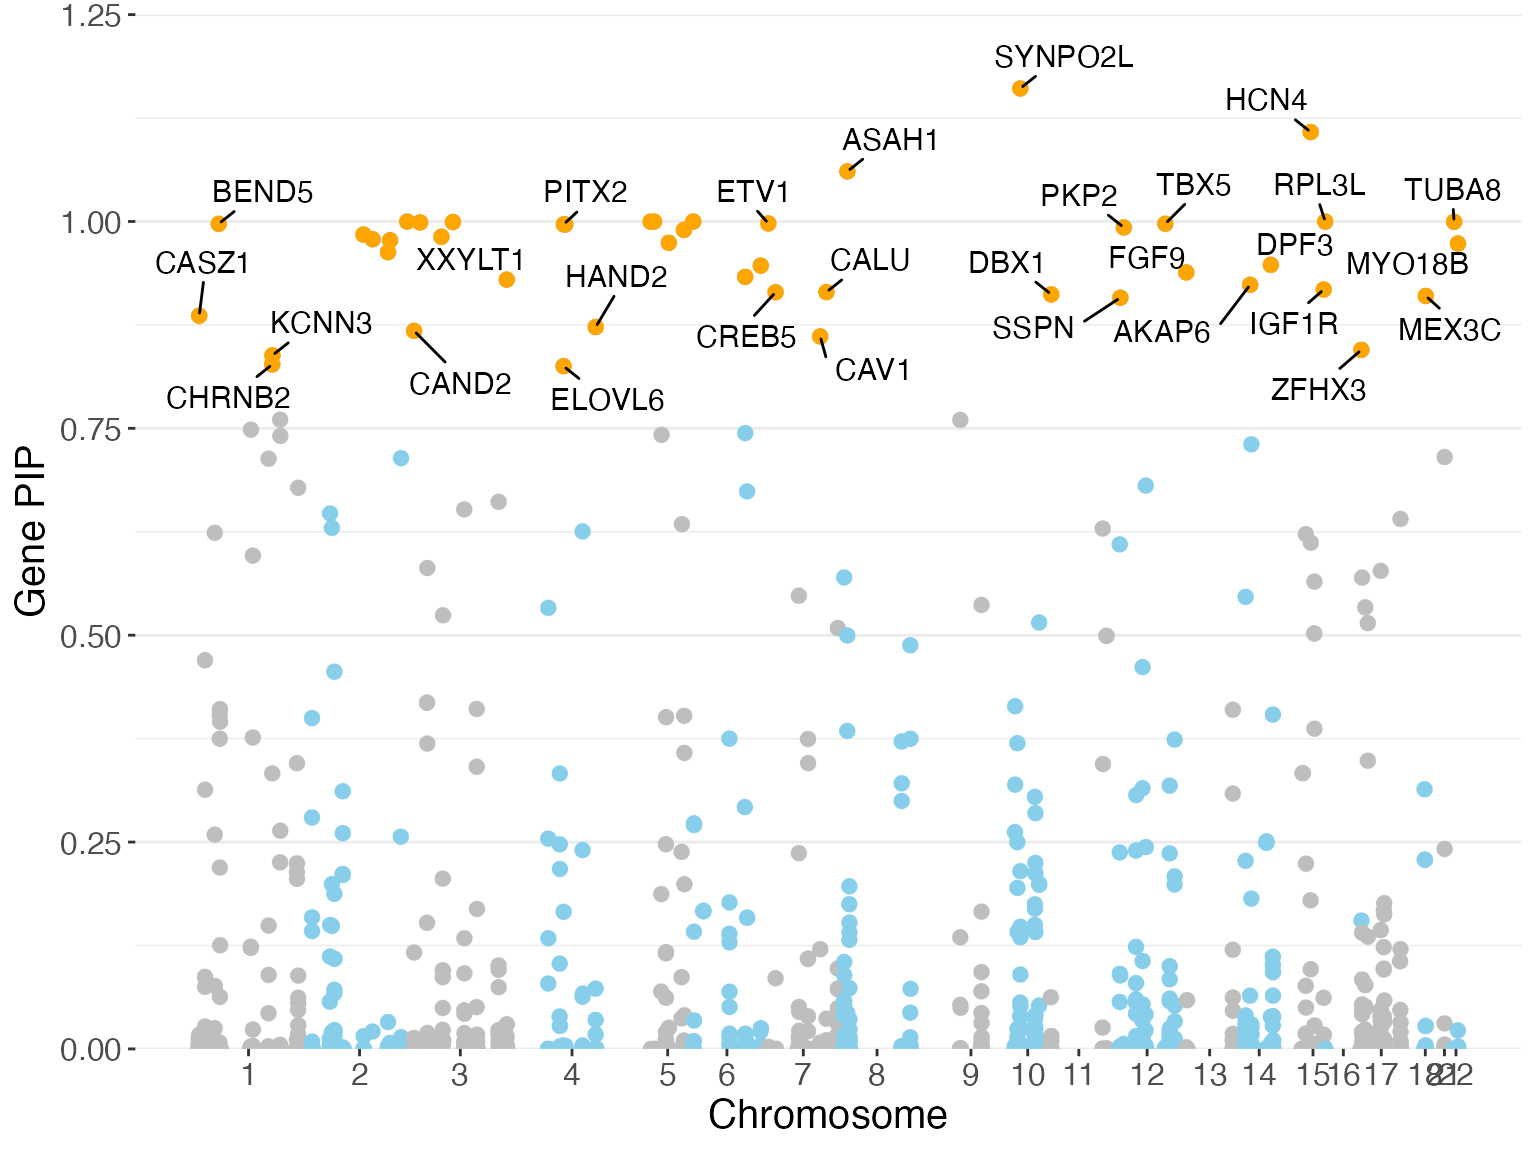 1.25
SYNPO2L
HCN4
ASAH1
BEND5
PITX2
ETV1
PKP2
TBX5
RPL3L
TUBA8
1.00
CASZ1
XXYLT1
HAND2
CALU
DBX1
FGF9
DPF3
MYO18B
KCNN3
CREB5
SSPN
AKAP6
IGF1R
MEX3C
CHRNB2
CAND2
ELOVL6
CAV1
ZFHX3
0.75
Gene PIP
0.50
0.25
0.00
1 2 3 4 5 6 7 8 9 10 11 12 13 14 15 16 17 18 21 22
Chromosome